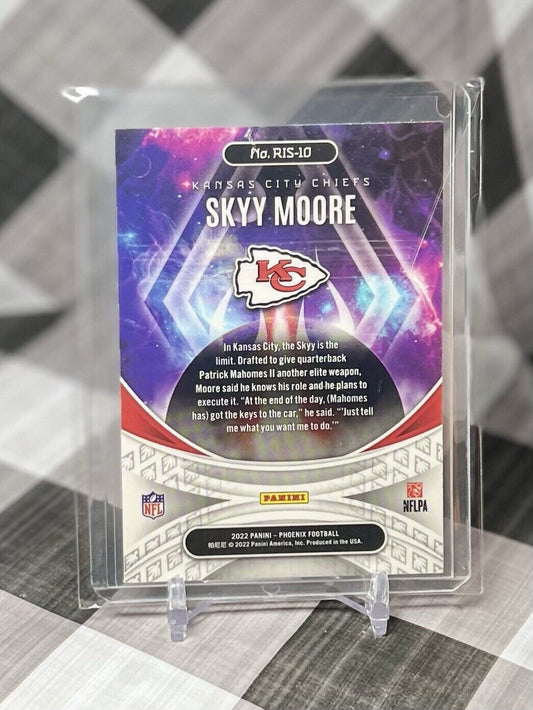 No. RIS-10
KANSAS CITY CHIEFS
SKYY MOORE
KC
In Kansas City, the Skyy is the
limit. Drafted to give quarterback
Patrick Mahomes II another elite weapon,
Moore said he knows his role and he plans to
execute it. “At the end of the day, (Mahomes
has) got the keys to the car,” he said. “‘Just tell
me what you want me to do.’”
NFL
PANINI
NFLPA
2022 PANINI – PHOENIX FOOTBALL
帕尼尼 © 2022 Panini America, Inc. Produced in the USA.